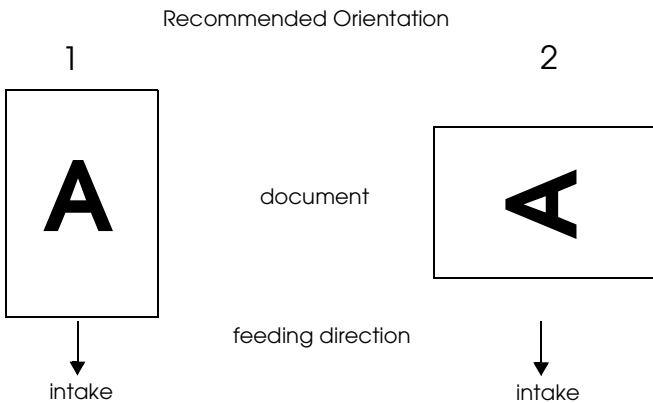 Recommended Orientation
1
2
A
document
A
feeding direction
intake
intake